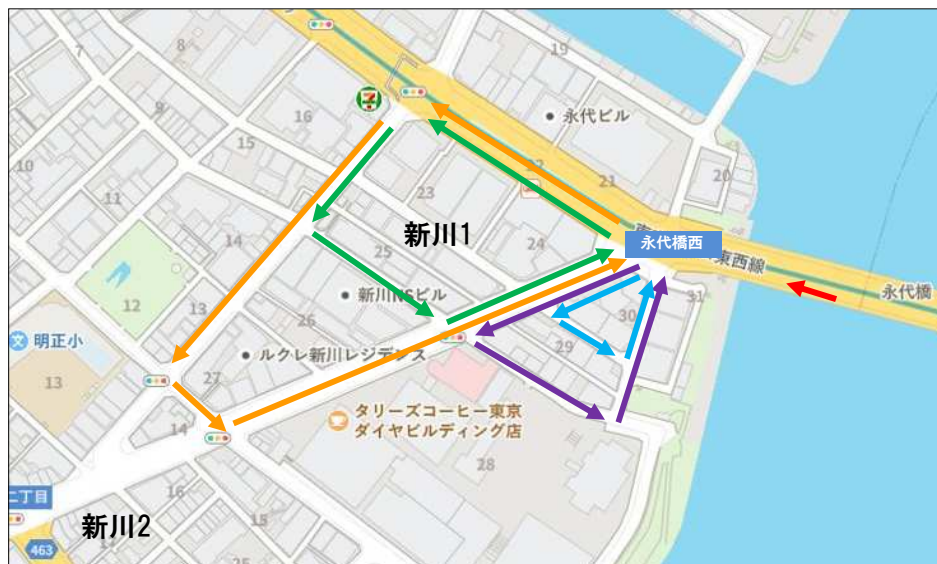 19
7
8
16
永代ビル
9
15
10
22
21
20
23
11
14
新川1
24
永代橋西
東西線
25
31
永代橋
12
13
新川NSビル
30
明正小
26
29
ルクレ新川レジデンス
13
27
14
タリーズコーヒー東京
ダイヤビルディング店
28
二丁目
16
新川2
15
463